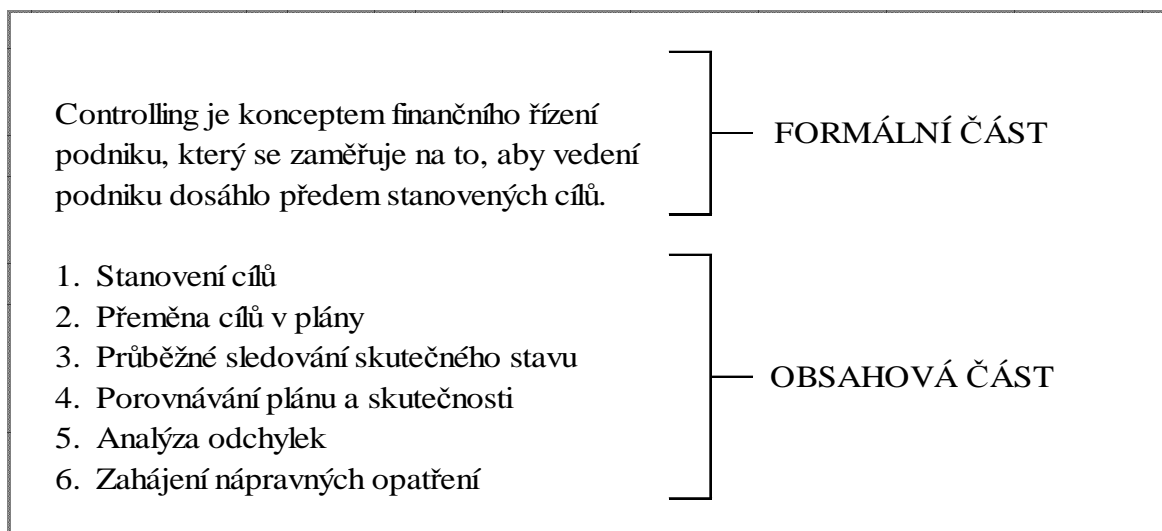 Controlling je konceptem finančního řízení
podniku, který se zaměřuje na to, aby vedení
podniku dosáhlo předem stanovených cílů.
FORMÁLNÍ ČÁST
1. Stanovení cílů
2. Přeměna cílů v plány
3. Průběžné sledování skutečného stavu
4. Porovnávání plánu a skutečnosti
5. Analýza odchylek
6. Zahájení nápravných opatření
OBSAHOVÁ ČÁST